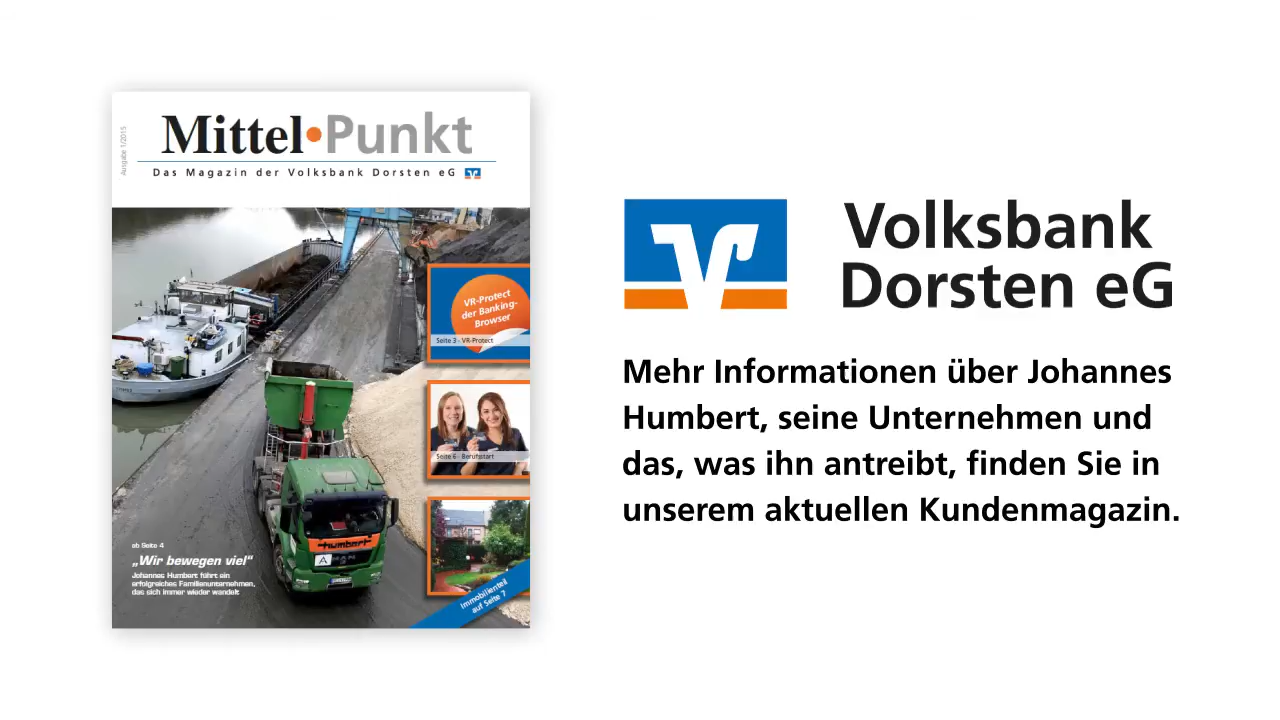 Ausgabe 1/2015
Mittel•Punkt
Das Magazin der Volksbank Dorsten eG
VR-Protect
der Banking-
Browser
Seite 3 - VR-Protect
Seite 6 - Berufsstart
humbert
A
ab Seite 4
„Wir bewegen viel“
Johannes Humbert führt ein
erfolgreiches Familienunternehmen,
das sich immer wieder wandelt
Immobilienteil
auf Seite 7
Volksbank
Dorsten eG
Mehr Informationen über Johannes
Humbert, seine Unternehmen und
das, was ihn antreibt, finden Sie in
unserem aktuellen Kundenmagazin.